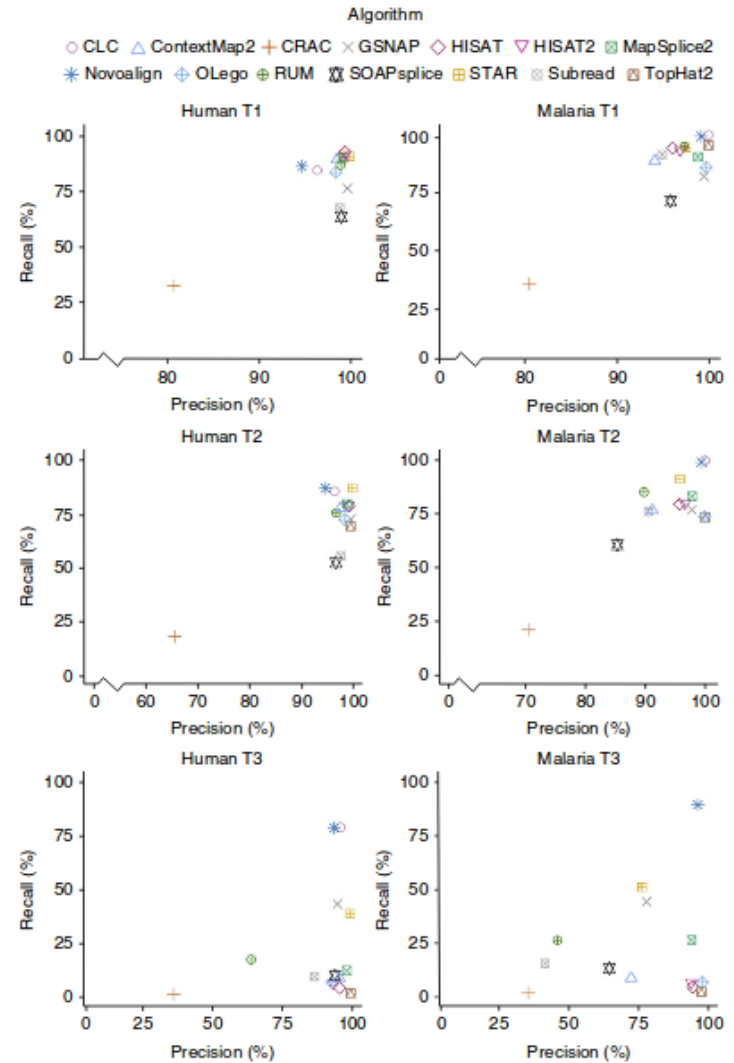 Algorithm
CLC ContextMap2 CRAC GSNAP HISAT HISAT2 MapSplice2
Novoalign OLego RUM SOAPsplice STAR Subread TopHat2
Human T1 Malaria T1
100 100
75 75
50 50
25 25
0 0
80 90 100 0 80 90 100
Recall (%) Recall (%)
Precision (%) Precision (%)
Human T2 Malaria T2
100 100
75 75
50 50
25 25
0 0
0 60 70 80 90 100 0 70 80 90 100
Recall (%) Recall (%)
Precision (%) Precision (%)
Human T3 Malaria T3
100 100
75 75
50 50
25 25
0 0
0 25 50 75 100 0 25 50 75 100
Recall (%) Recall (%)
Precision (%) Precision (%)